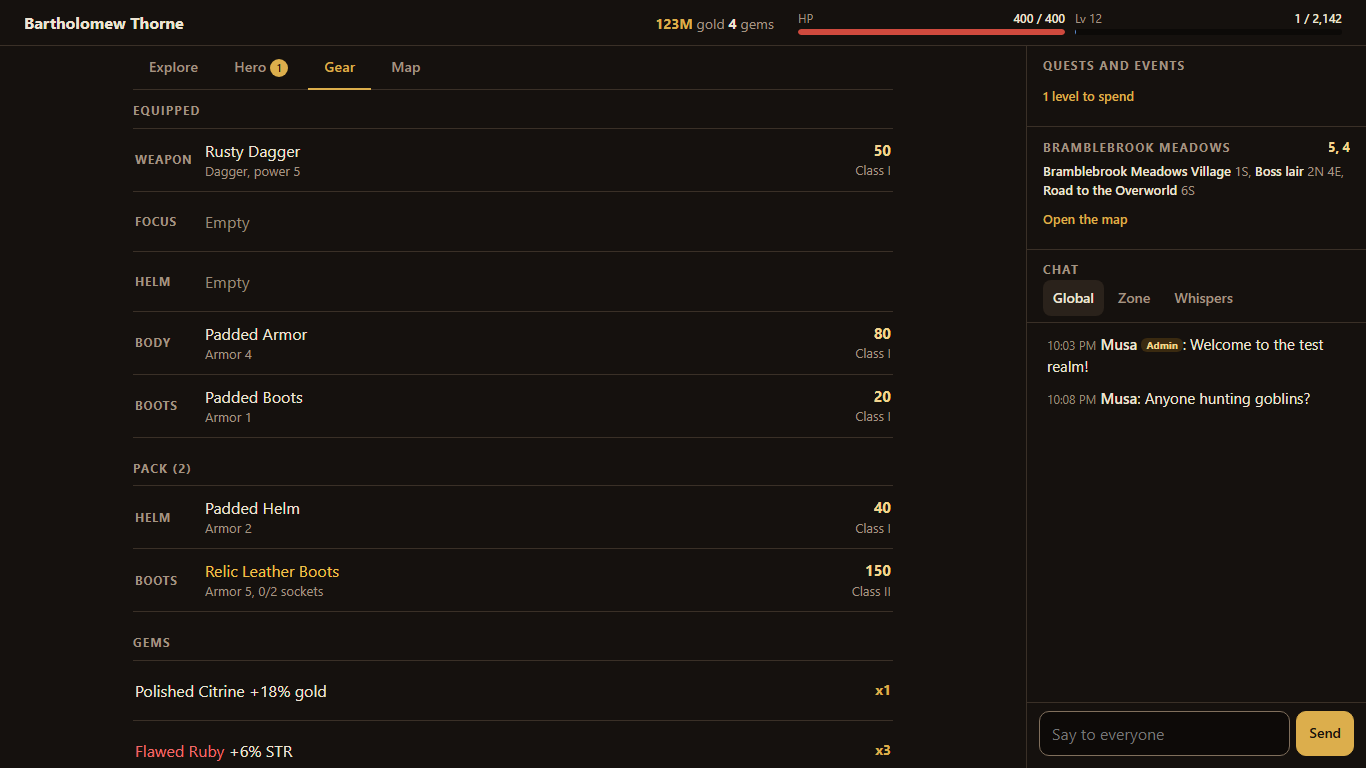 Bartholomew Thorne
123M gold 4 gems
HP 400 / 400
Lv 12 1 / 2,142
Explore Hero 1 Gear Map
EQUIPPED
WEAPON Rusty Dagger 50
Dagger, power 5 Class I
FOCUS Empty
HELM Empty
BODY Padded Armor 80
Armor 4 Class I
BOOTS Padded Boots 20
Armor 1 Class I
PACK (2)
HELM Padded Helm 40
Armor 2 Class I
BOOTS Relic Leather Boots 150
Armor 5, 0/2 sockets Class II
GEMS
Polished Citrine +18% gold x1
Flawed Ruby +6% STR x3
QUESTS AND EVENTS
1 level to spend
BRAMBLEBROOK MEADOWS 5, 4
Bramblebrook Meadows Village 1S, Boss lair 2N 4E,
Road to the Overworld 6S
Open the map
CHAT
Global Zone Whispers
10:03 PM Musa Admin: Welcome to the test
realm!
10:08 PM Musa: Anyone hunting goblins?
Say to everyone Send